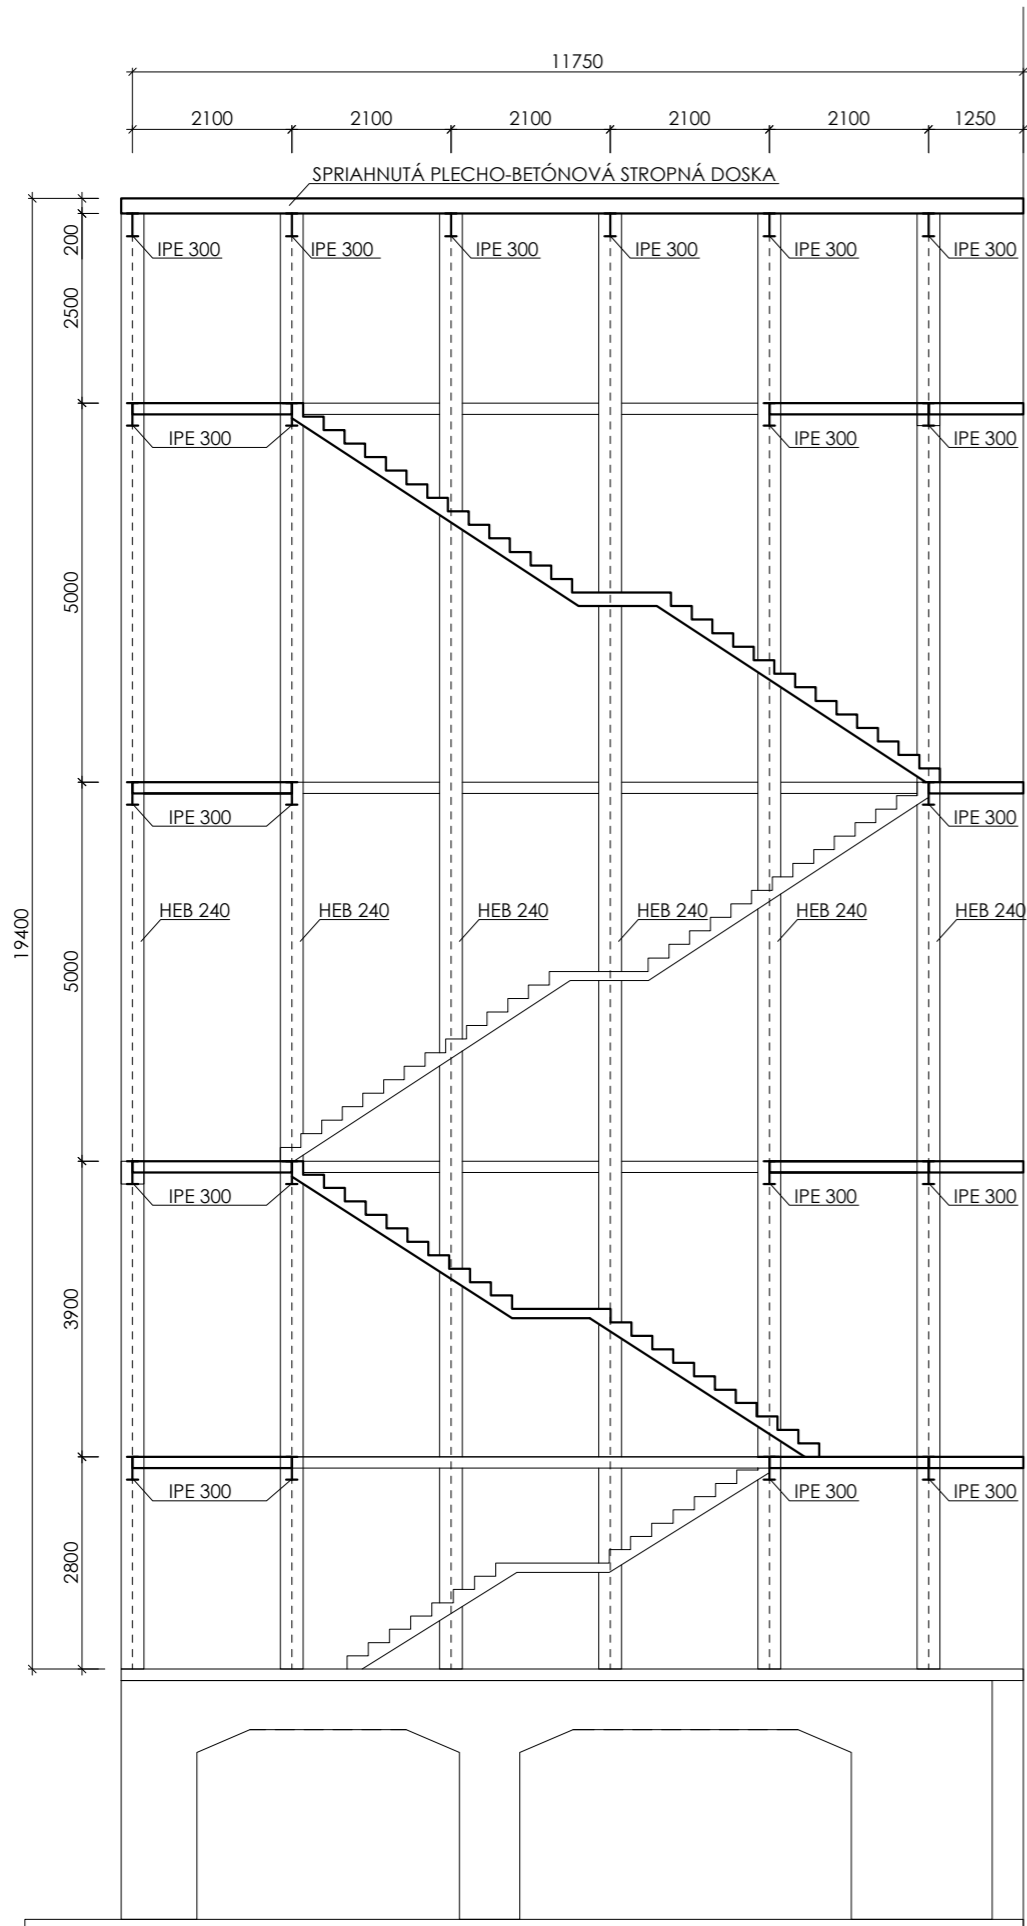 11750
2100 2100 2100 2100 2100 1250
SPRIAHNUTÁ PLECHO-BETÓNOVÁ STROPNÁ DOSKA
200
IPE 300 IPE 300 IPE 300 IPE 300 IPE 300 IPE 300
2500
IPE 300 IPE 300 IPE 300
5000
IPE 300 IPE 300
19400
HEB 240 HEB 240 HEB 240 HEB 240 HEB 240 HEB 240
5000
IPE 300 IPE 300 IPE 300
3900
IPE 300 IPE 300 IPE 300
2800